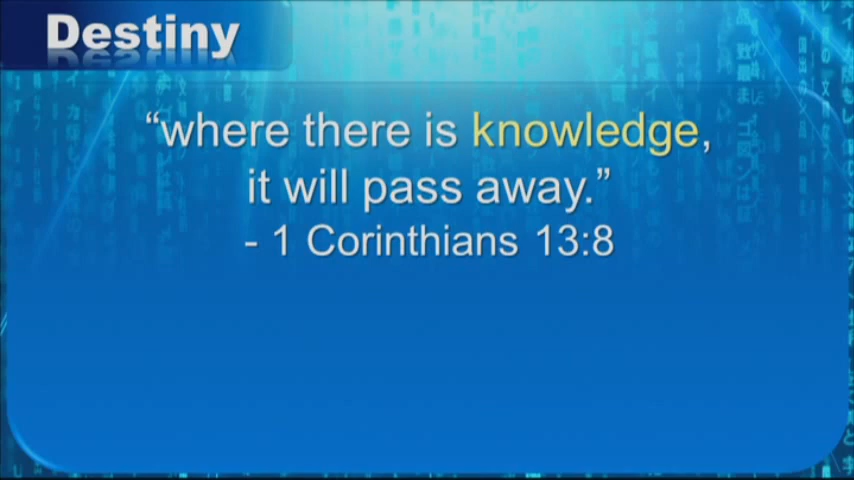 Destiny
“where there is knowledge,
it will pass away.”
- 1 Corinthians 13:8